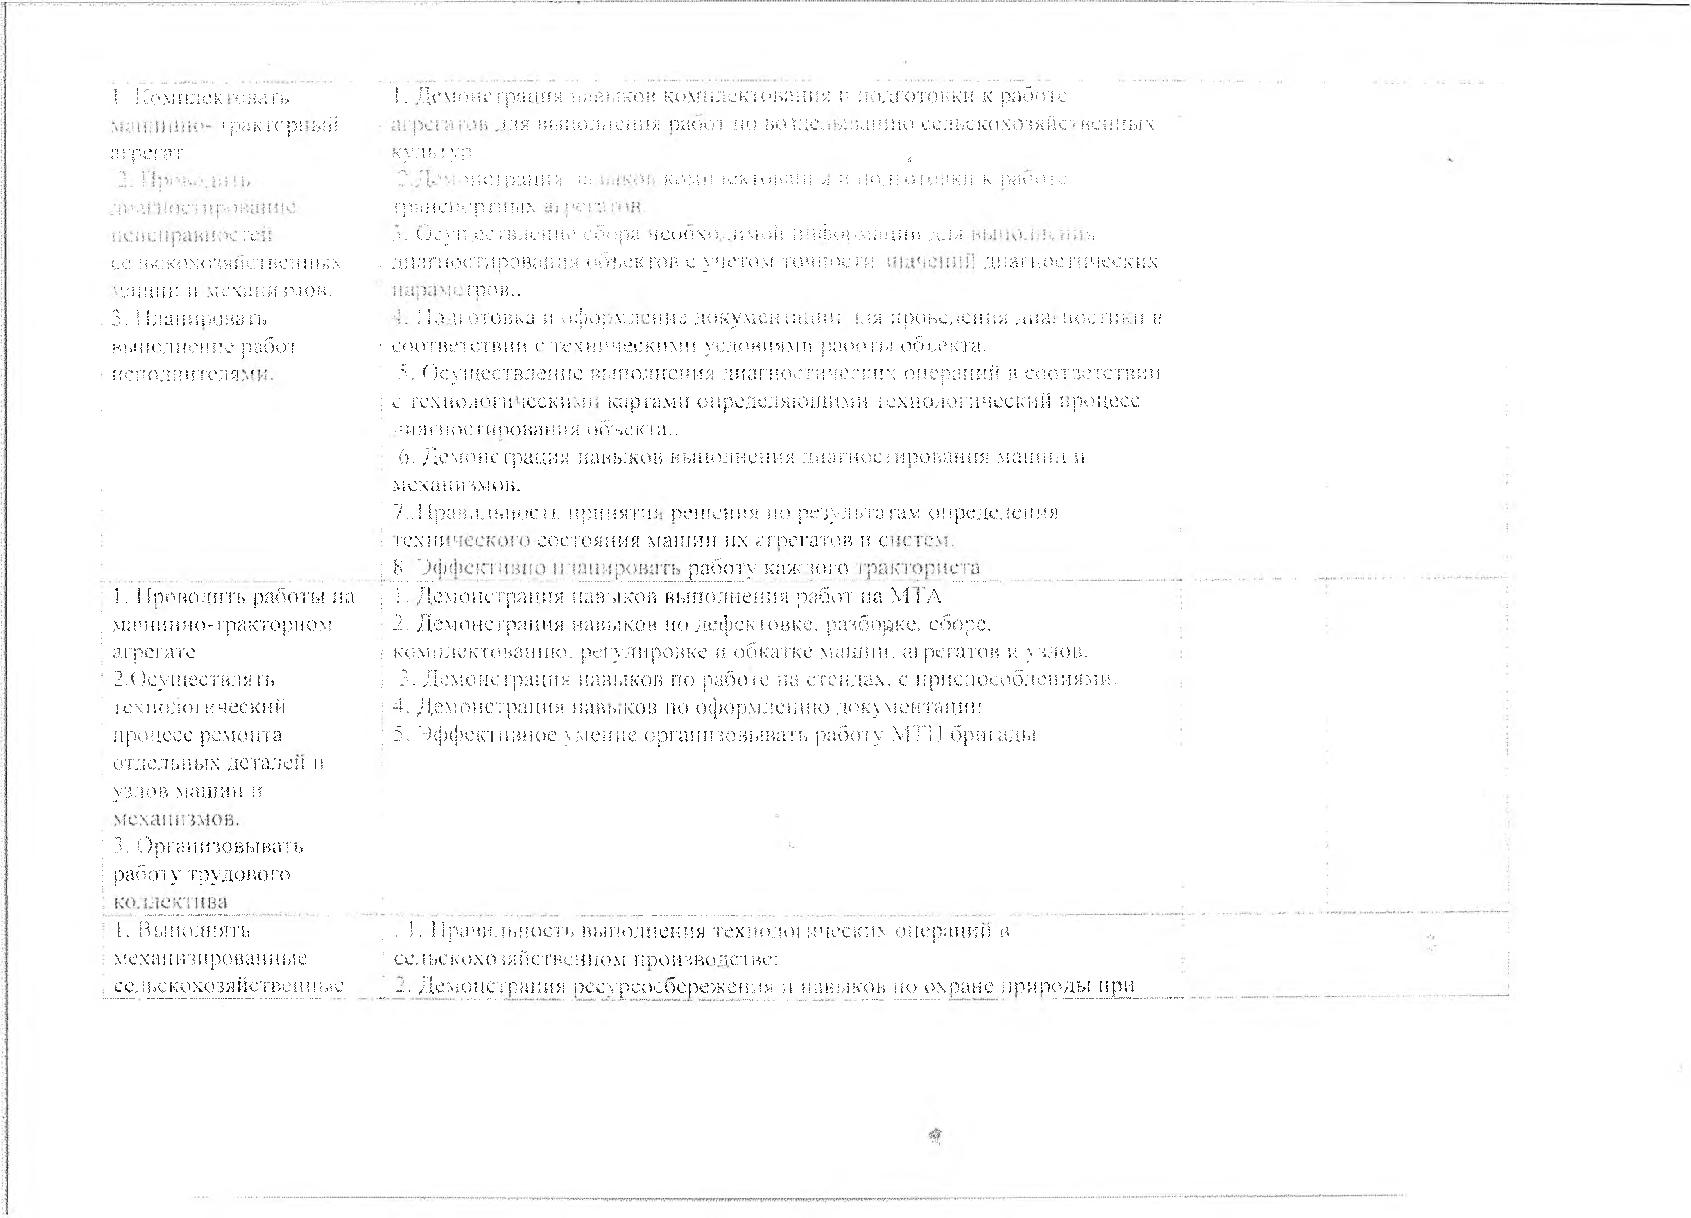 1. Комплектовать
машинно- тракторный
агрегат
2. Проводить
диагностирование
неисправностей
сельскохозяйственных
машин и механизмов.
3. Планировать
выполнение работ
исполнителями.
1. Демонстрация навыков комплектования и подготовки к работе
агрегатов для выполнения работ по возделыванию сельскохозяйственных
культур
2.Демонстрация навыков комплектования и подготовки к работе
транспортных агрегатов.
3. Осуществление сбора необходимой информации для выполнения
диагностирования объектов с учетом точности значений диагностических
параметров..
4. Подготовка и оформление документации для проведения диагностики в
соответствии с техническими условиями работы объекта.
5. Осуществление выполнения диагностических операций в соответствии
с технологическими картами определяющими технологический процесс
диагностирования объекта..
6. Демонстрация навыков выполнения диагностирования машин и
механизмов.
7. Правильность принятия решения по результатам определения
технического состояния машин их агрегатов и систем.
8. Эффективно планировать работу каждого тракториста
1. Проводить работы на
машинно-тракторном
агрегате
2.Осуществлять
технологический
процесс ремонта
отдельных деталей и
узлов машин и
механизмов.
3. Организовывать
работу трудового
коллектива
1. Демонстрация навыков выполнения работ на МТА
2. Демонстрация навыков по дефектовке, разборке, сборе,
комплектованию, регулировке и обкатке машин, агрегатов и узлов.
3. Демонстрация навыков по работе на стендах, с приспособлениями.
4. Демонстрация навыков по оформлению документации
5. Эффективное умение организовывать работу МТП бригады
1. Выполнять
механизированные
сельскохозяйственные
1. Правильность выполнения технологических операций в
сельскохозяйственном производстве;
2. Демонстрация ресурсосбережения и навыков по охране природы при